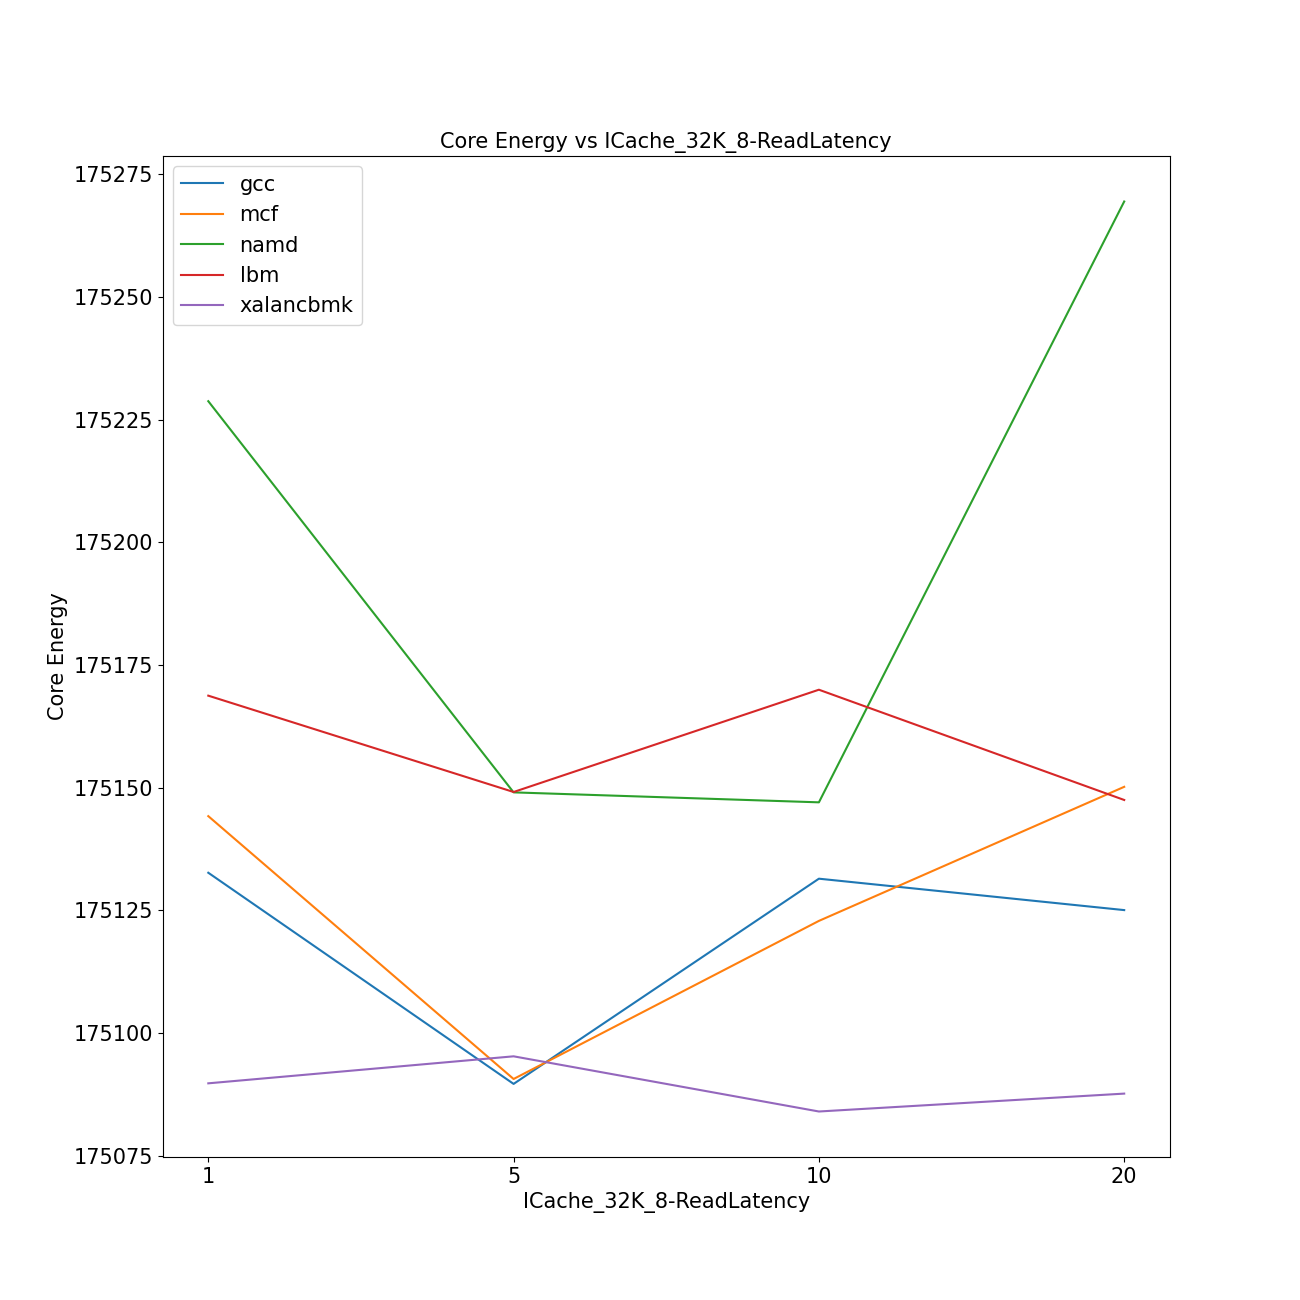 Core Energy vs ICache_32K_8-ReadLatency
gcc
mcf
namd
lbm
xalancbmk
175275
175250
175225
175200
175175
175150
175125
175100
175075
Core Energy
1 5 10 20
ICache_32K_8-ReadLatency